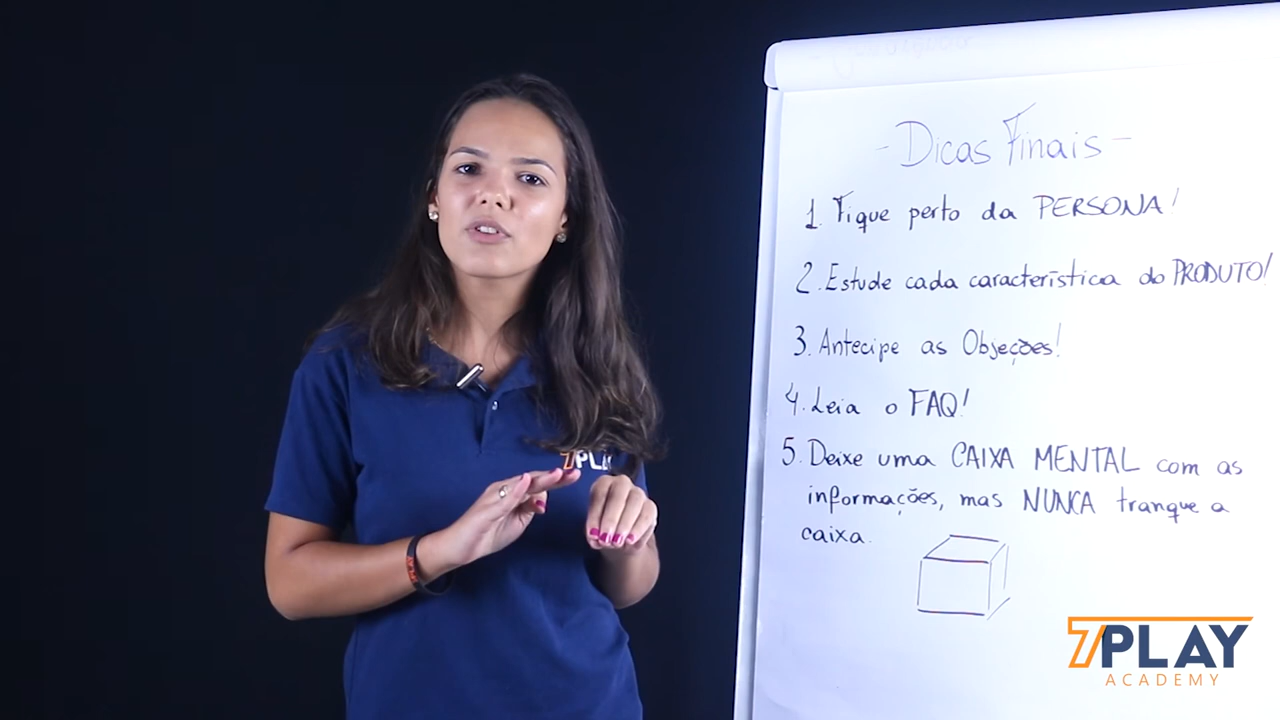 - Dicas Finais -
1. Fique perto da PERSONA!
2. Estude cada característica do PRODUTO!
3. Antecipe as Objeções!
4. Leia o FAQ!
5. Deixe uma CAIXA MENTAL com as
informações, mas NUNCA tranque a
caixa.
7PLAY
7PLAY
ACADEMY